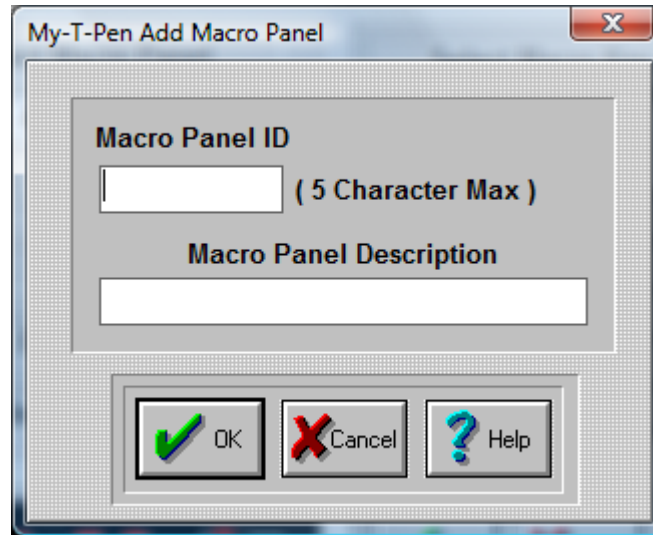 My-T-Pen Add Macro Panel
Macro Panel ID
( 5 Character Max )
Macro Panel Description
OK Cancel Help